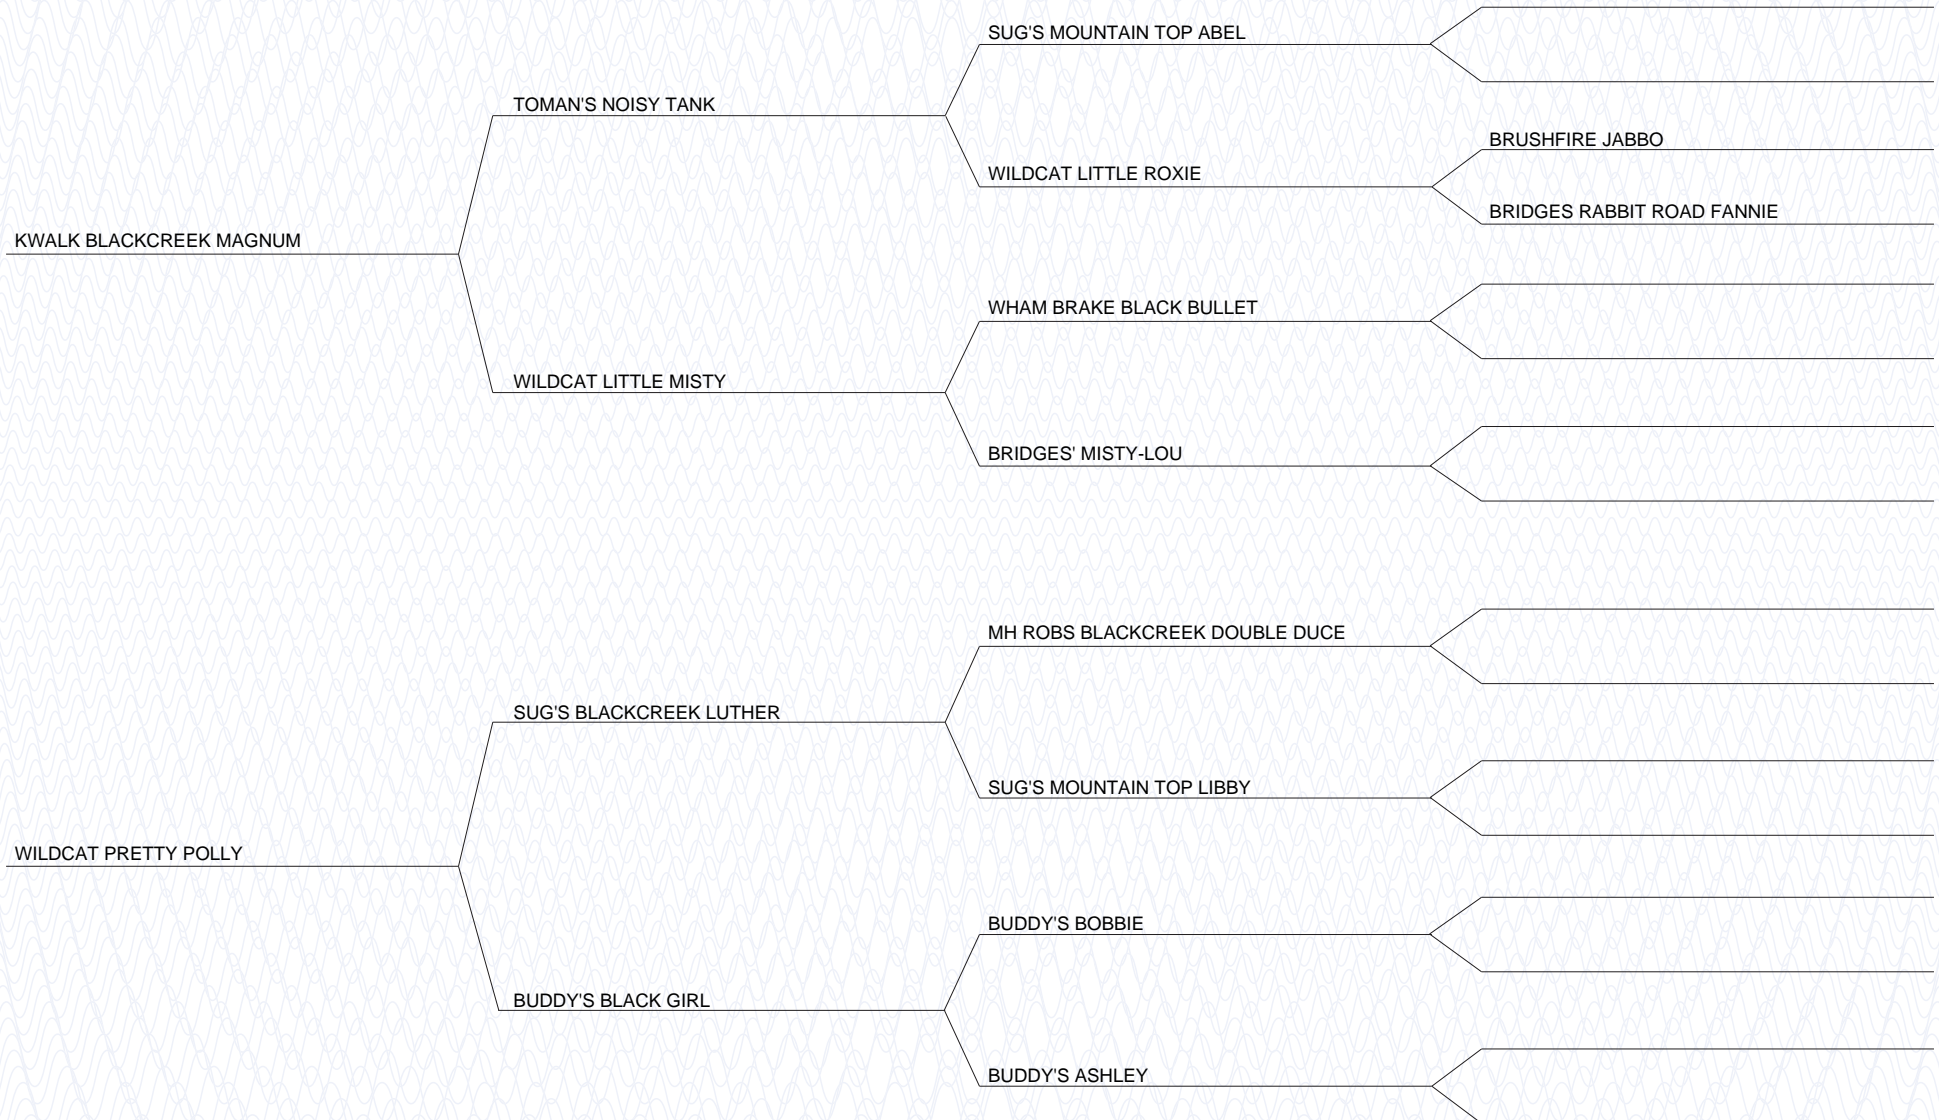 SUG'S MOUNTAIN TOP ABEL
TOMAN'S NOISY TANK
BRUSHFIRE JABBO
WILDCAT LITTLE ROXIE
BRIDGES RABBIT ROAD FANNIE
KWALK BLACKCREEK MAGNUM
WHAM BRAKE BLACK BULLET
WILDCAT LITTLE MISTY
BRIDGES' MISTY-LOU
MH ROBS BLACKCREEK DOUBLE DUCE
SUG'S BLACKCREEK LUTHER
SUG'S MOUNTAIN TOP LIBBY
WILDCAT PRETTY POLLY
BUDDY'S BOBBIE
BUDDY'S BLACK GIRL
BUDDY'S ASHLEY